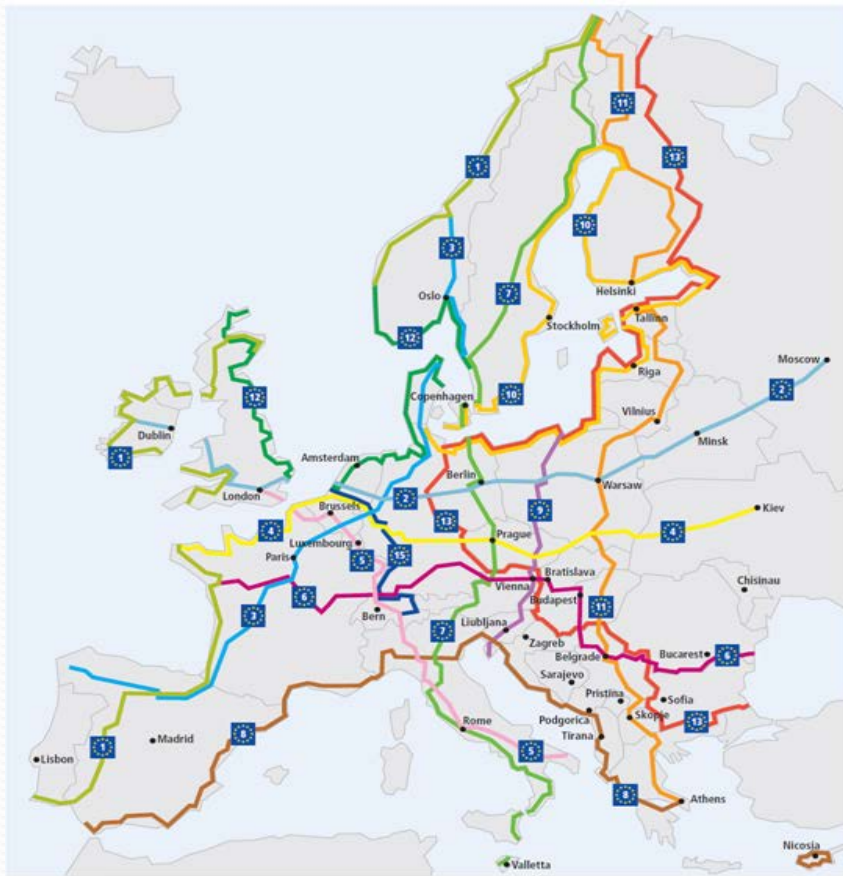 11
1
13
3
10
Helsinki
Oslo
7
Tallinn
Stockholm
12
Moscow
Riga
12
2
Copenhagen
10
Vilnius
Dublin
Minsk
1
Amsterdam
Berlin
Warsaw
London
2
Brussels
9
Kiev
4
13
4
Prague
Luxembourg
15
Paris
5
Bratislava
Chisinau
Vienna
6
Budapest
11
3
Bern
7
Liubljana
Zagreb
Bucarest
6
Belgrade
Sarajevo
Pristina
Sofia
Skopje
13
Podgorica
Rome
Madrid
8
1
Tirana
5
Lisbon
8
Athens
Nicosia
Valletta